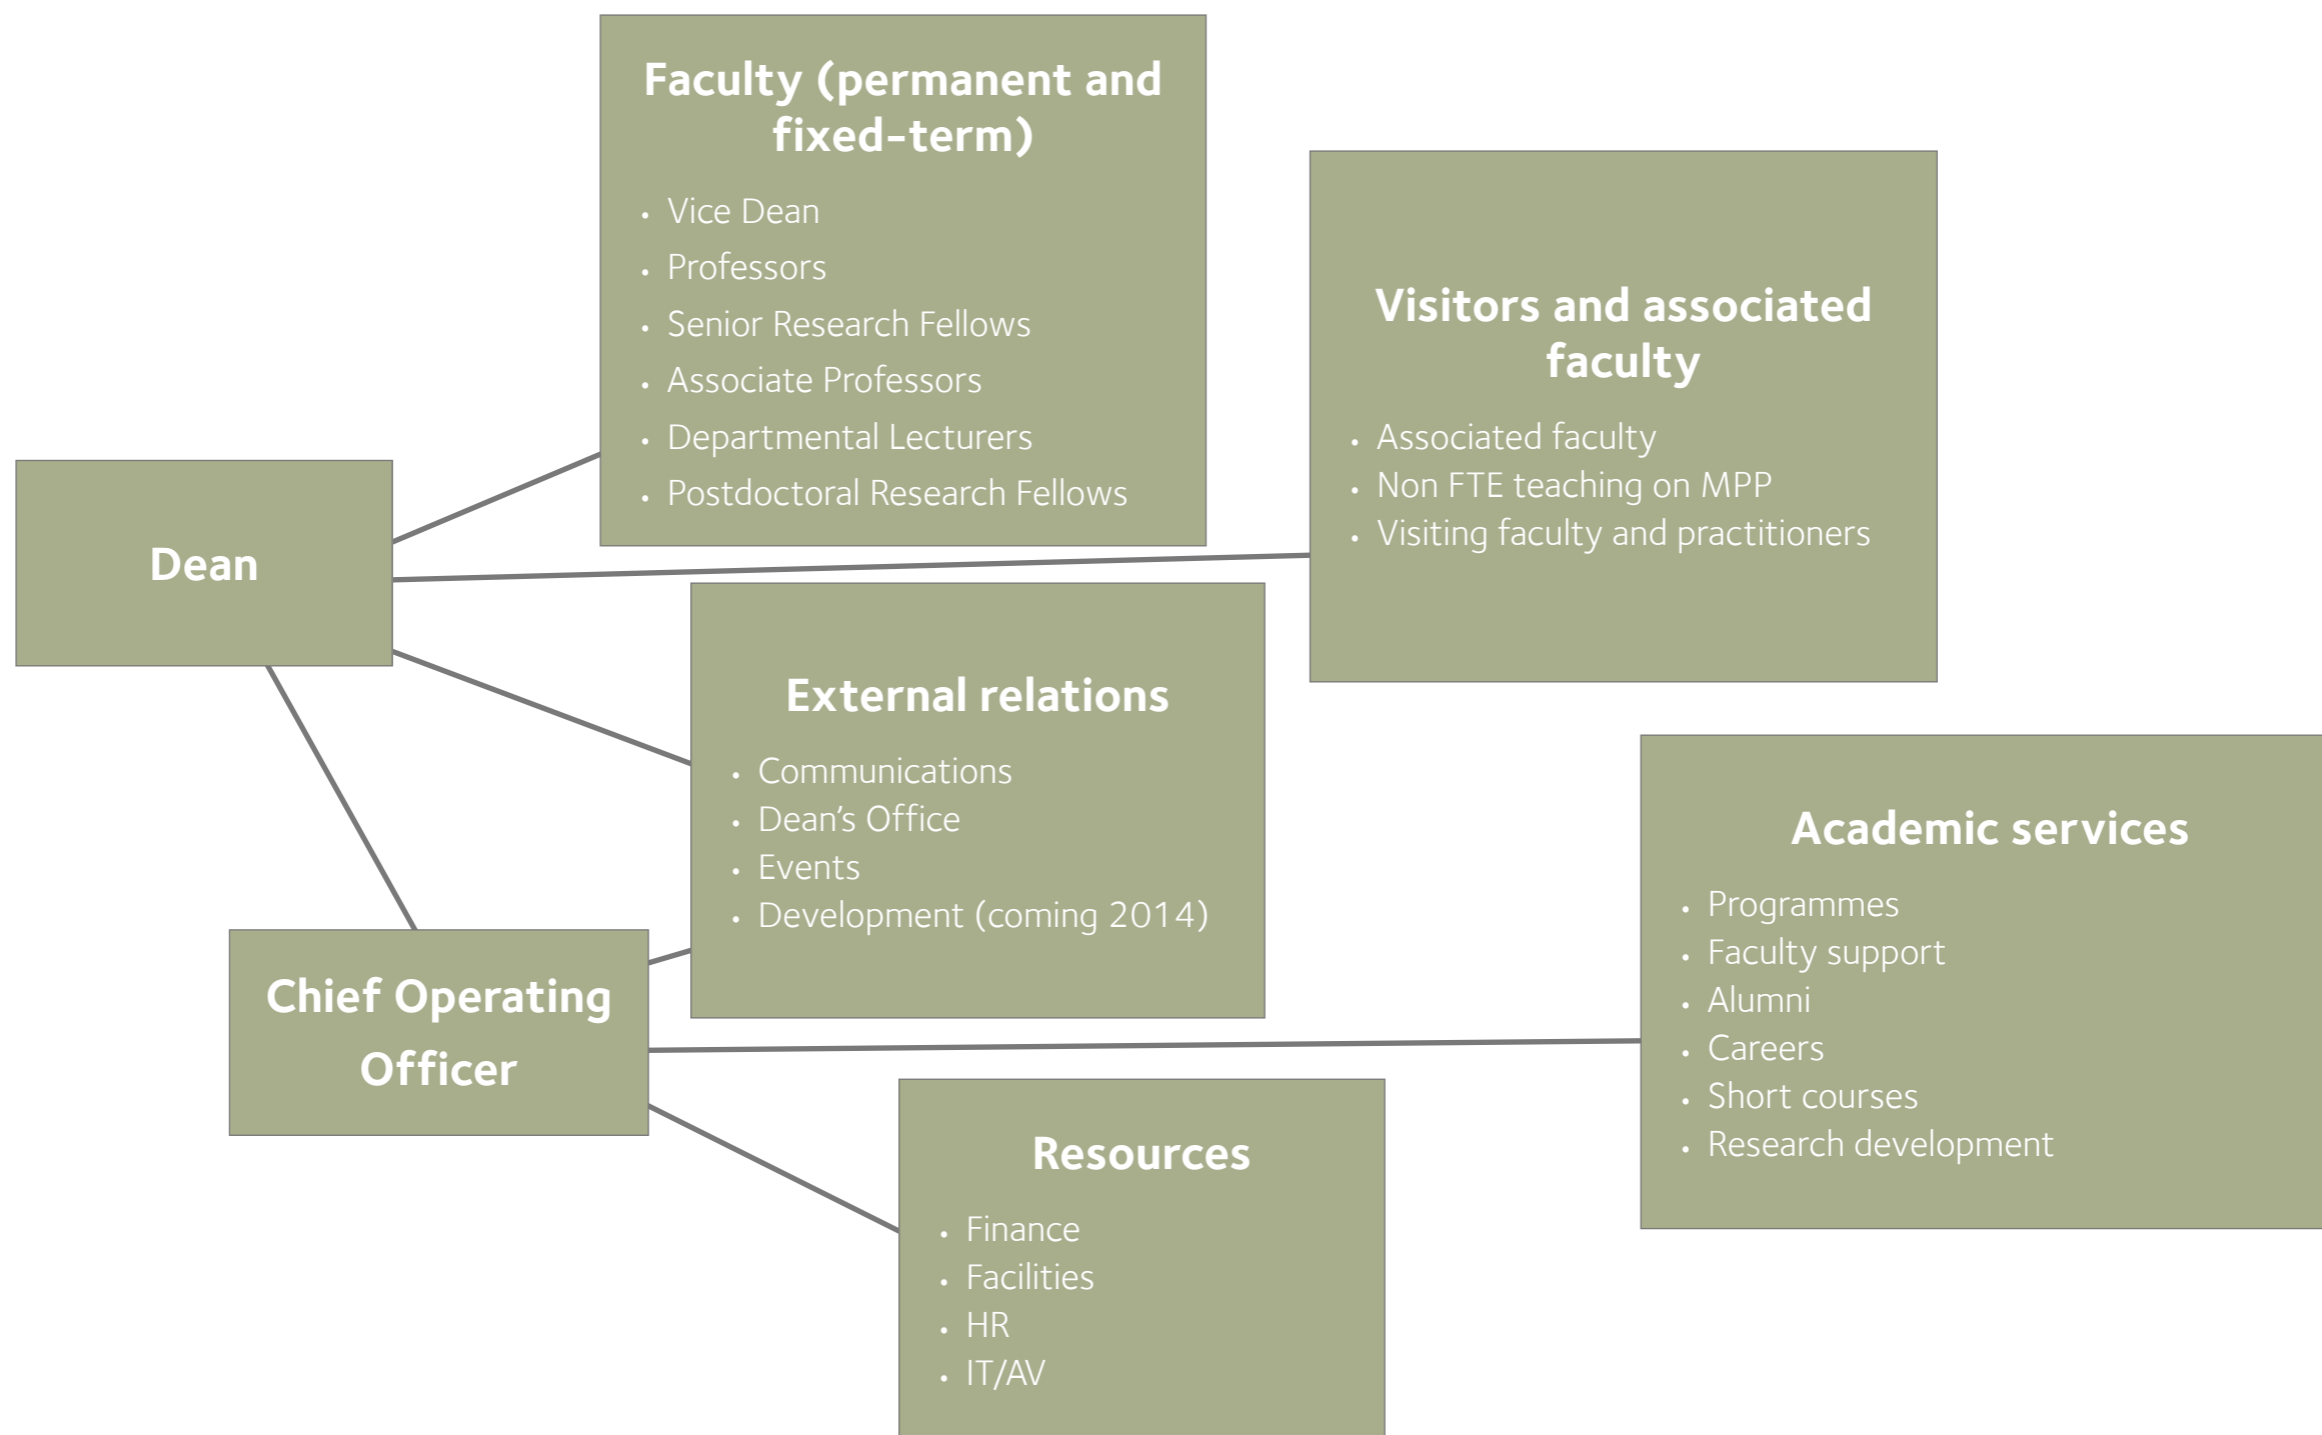 Faculty (permanent and
fixed-term)
• Vice Dean
• Professors
• Senior Research Fellows
• Associate Professors
• Departmental Lecturers
• Postdoctoral Research Fellows
Visitors and associated
faculty
• Associated faculty
• Non FTE teaching on MPP
• Visiting faculty and practitioners
Dean
External relations
• Communications
• Dean’s Office
• Events
• Development (coming 2014)
Academic services
• Programmes
• Faculty support
• Alumni
• Careers
• Short courses
• Research development
Chief Operating
Officer
Resources
• Finance
• Facilities
• HR
• IT/AV